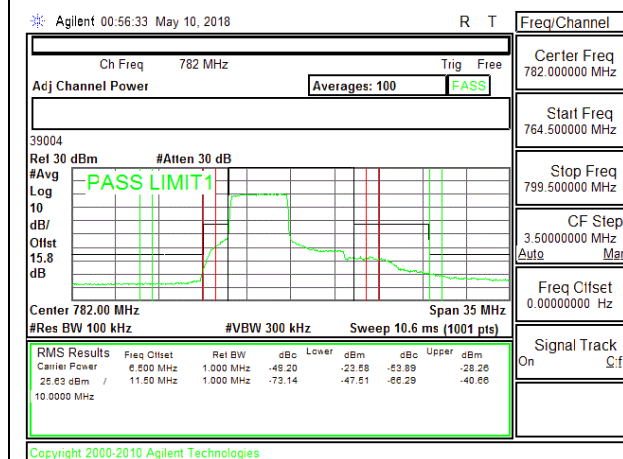 Agilent 00:56:33 May 10, 2018 R T
Freq/Channel
Ch Freq 782 MHz Trig Free
Adj Channel Power Averages: 100 PASS
Center Freq
782.000000 MHz
Start Freq
764.500000 MHz
39004
Ref 30 dBm #Atten 30 dB
#Avg
Log
10
dB/
Offst
15.8
dB
PASS LIMIT1
Stop Freq
799.500000 MHz
CF Step
3.50000000 MHz
Auto Man
Freq Offset
0.00000000 Hz
Center 782.00 MHz Span 35 MHz
#Res BW 100 kHz #VBW 300 kHz Sweep 10.6 ms (1001 pts)
Signal Track
On
RMS Results Freq Offset Ref BW dBc Lower dBm dBc Upper dBm
Carrier Power 6.500 MHz 1.000 MHz -49.20 -23.58 -53.89 -28.26
25.63 dBm / 11.50 MHz 1.000 MHz -73.14 -47.51 -66.29 -40.66
10.0000 MHz
Copyright 2000-2010 Agilent Technologies